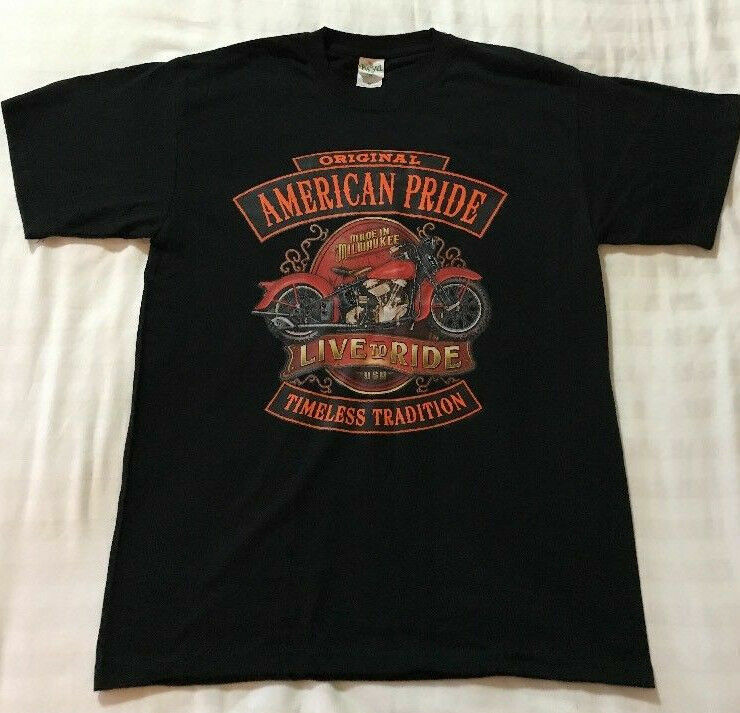 ORIGINAL
AMERICAN PRIDE
MADE IN
MILWAUKEE
LIVE TO RIDE
USA
TIMELESS TRADITION